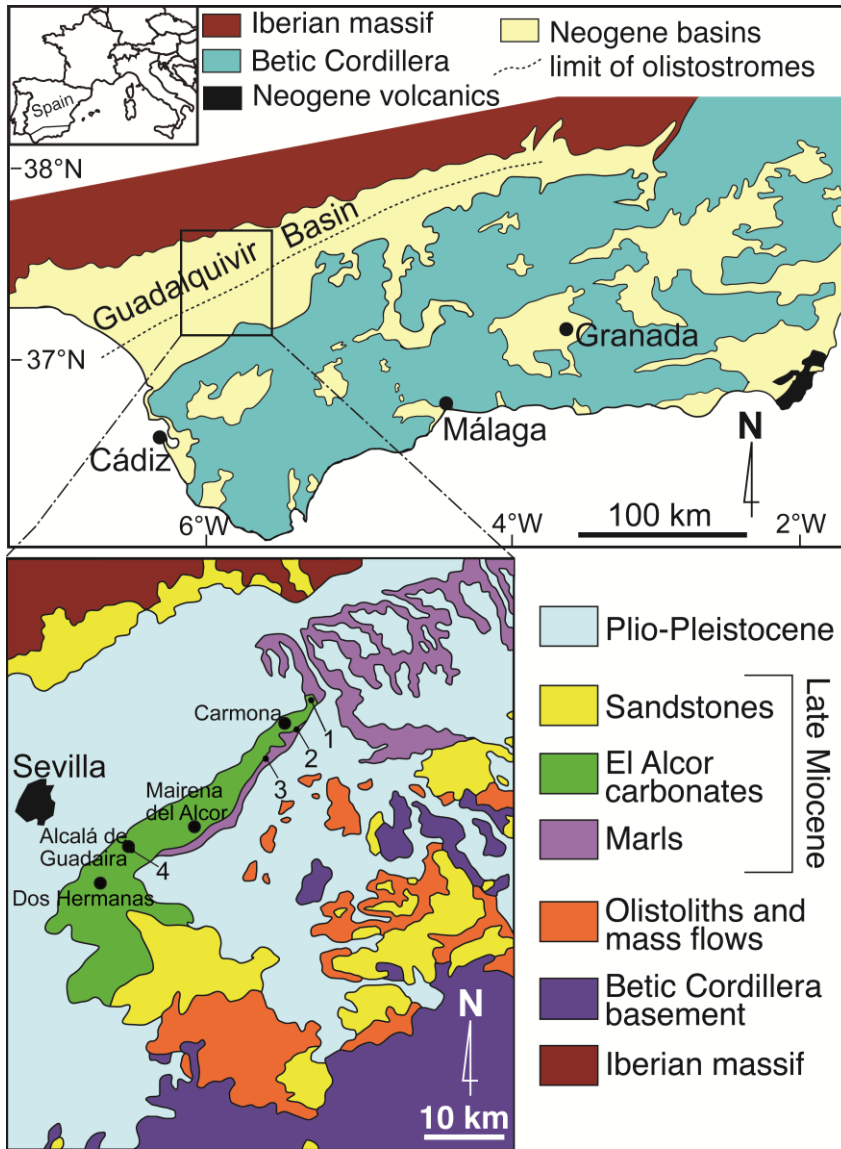 Spain
Iberian massif
Betic Cordillera
Neogene volcanics
Neogene basins
limit of olistostromes
38°N
37°N
Guadalquivir Basin
Granada
Málaga
Cádiz
N
6°W
4°W
2°W
100 km
Carmona
1
2
3
Sevilla
Mairena
del Alcor
Alcalá de
Guadaira
4
Dos Hermanas
N
10 km
Plio-Pleistocene
Sandstones
El Alcor
carbonates
Marls
Late Miocene
Olistoliths and
mass flows
Betic Cordillera
basement
Iberian massif